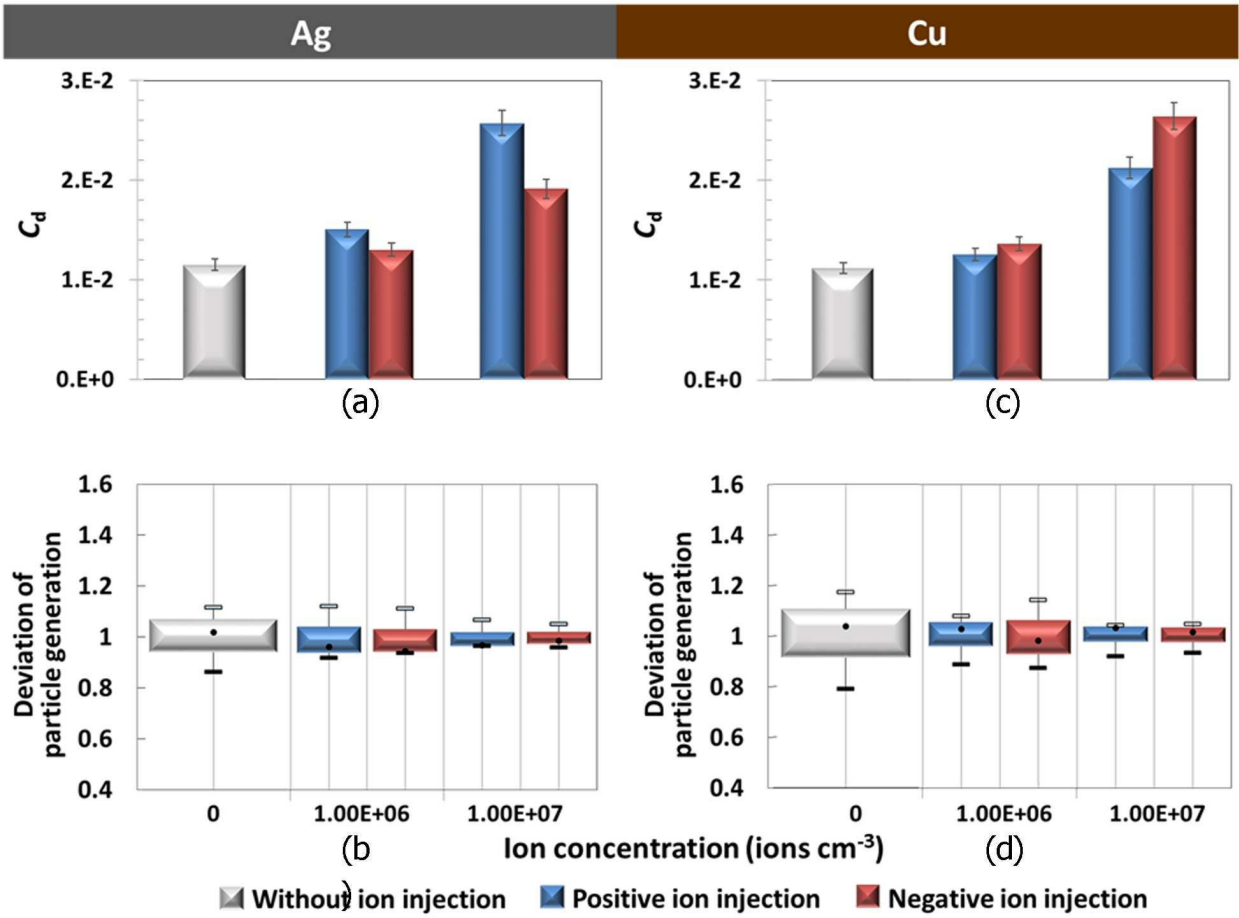 Ag
Cu
3.E-2
2.E-2
1.E-2
0.E+0
Cd
(a)
3.E-2
2.E-2
1.E-2
0.E+0
Cd
(c)
1.6
1.4
1.2
1
0.8
0.6
0.4
Deviation of
particle generation
0 1.00E+06 1.00E+07
(b
)
1.6
1.4
1.2
1
0.8
0.6
0.4
Deviation of
particle generation
0 1.00E+06 1.00E+07
(d)
Ion concentration (ions cm-3)
Without ion injection
Positive ion injection
Negative ion injection